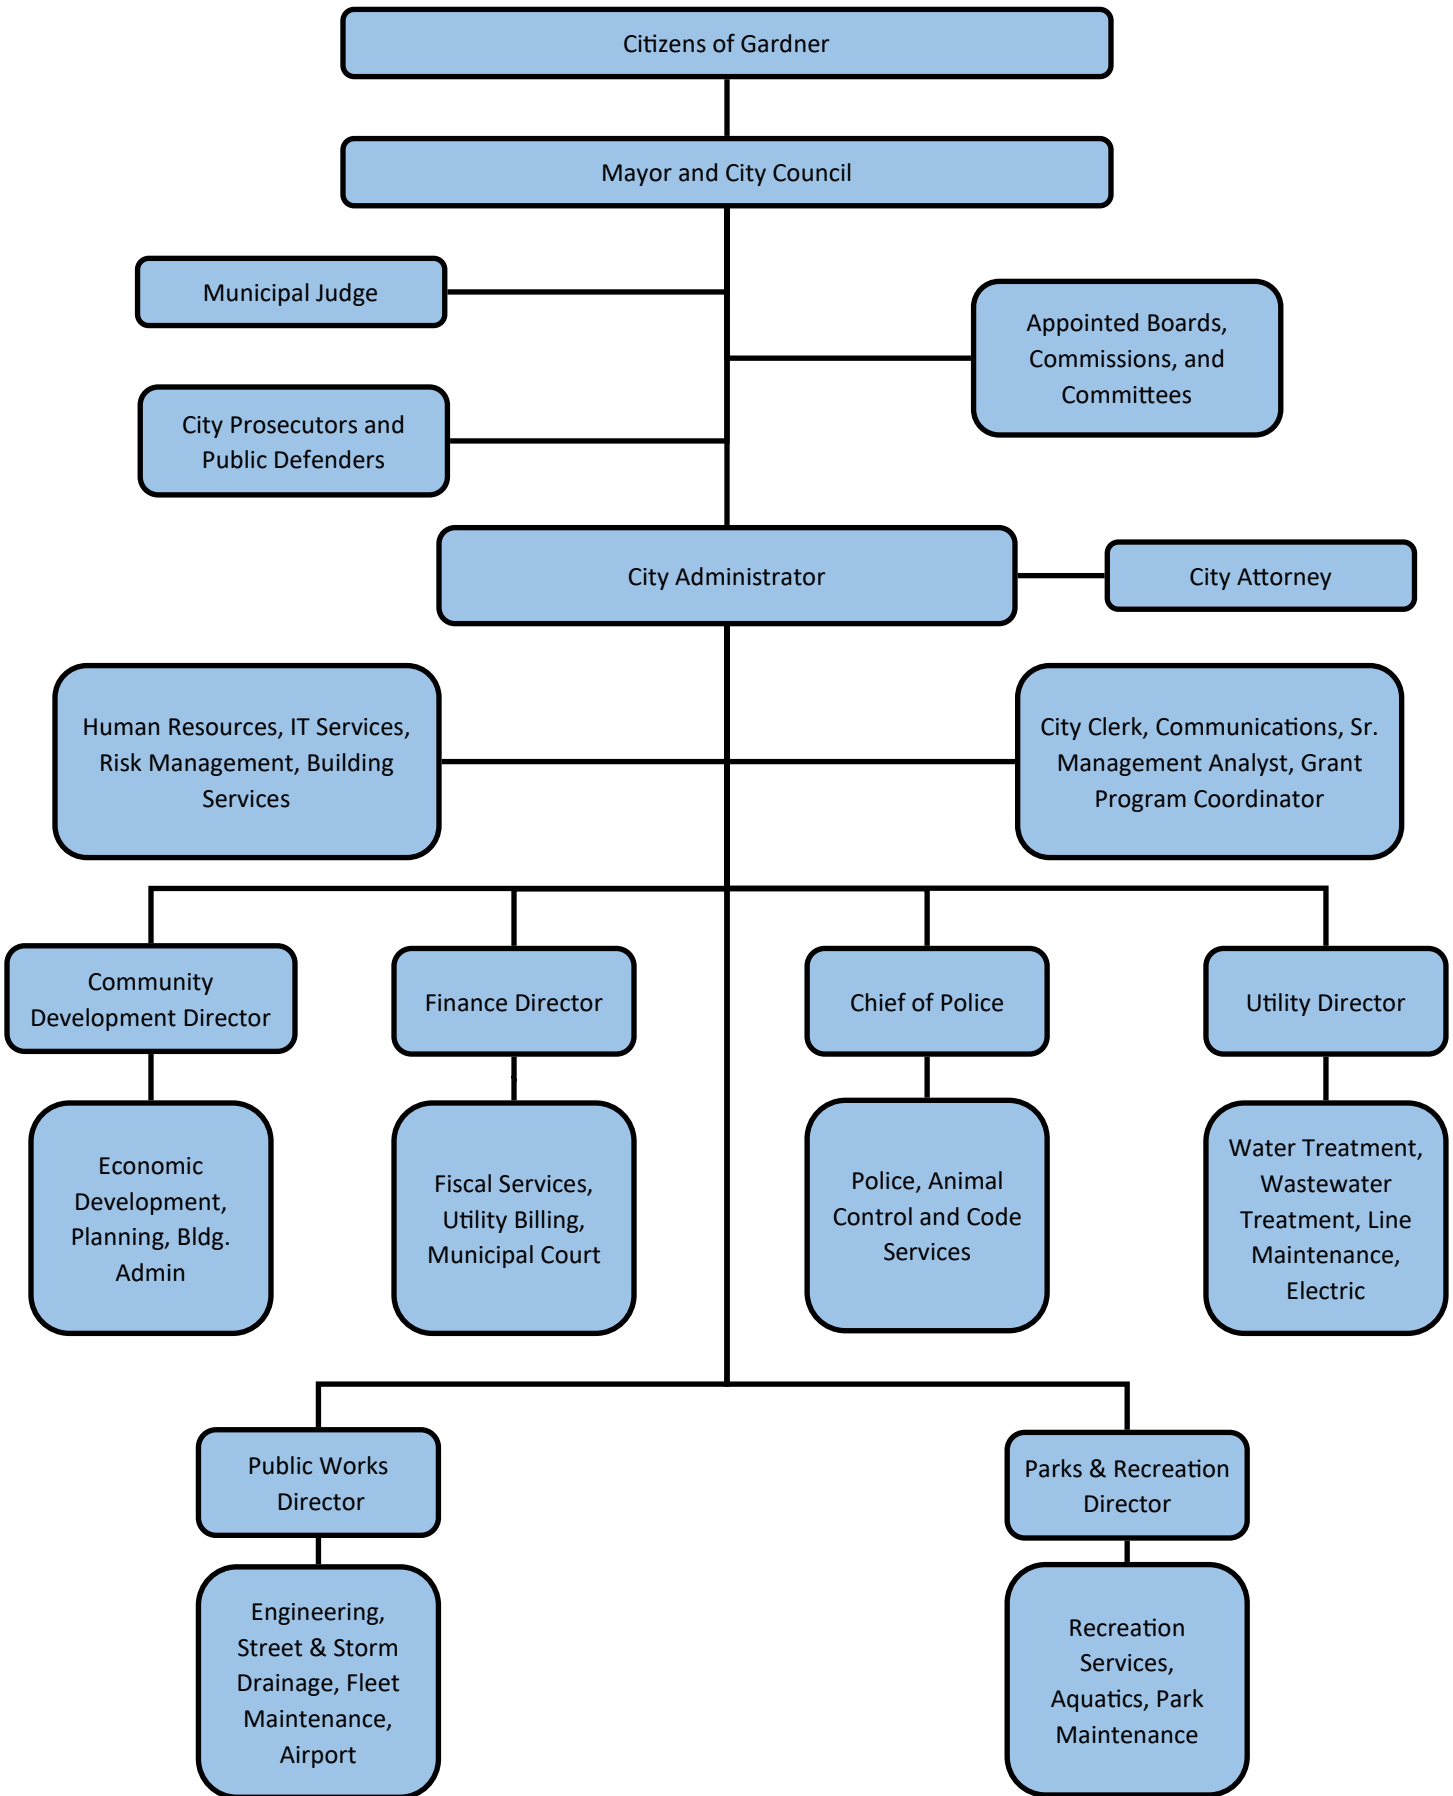 Citizens of Gardner
Mayor and City Council
Municipal Judge
Appointed Boards,
Commissions, and
Committees
City Prosecutors and
Public Defenders
City Administrator
City Attorney
Human Resources, IT Services,
Risk Management, Building
Services
City Clerk, Communications, Sr.
Management Analyst, Grant
Program Coordinator
Community
Development Director
Finance Director
Chief of Police
Utility Director
Economic
Development,
Planning, Bldg.
Admin
Fiscal Services,
Utility Billing,
Municipal Court
Police, Animal
Control and Code
Services
Water Treatment,
Wastewater
Treatment, Line
Maintenance,
Electric
Public Works
Director
Parks & Recreation
Director
Engineering,
Street & Storm
Drainage, Fleet
Maintenance,
Airport
Recreation
Services,
Aquatics, Park
Maintenance